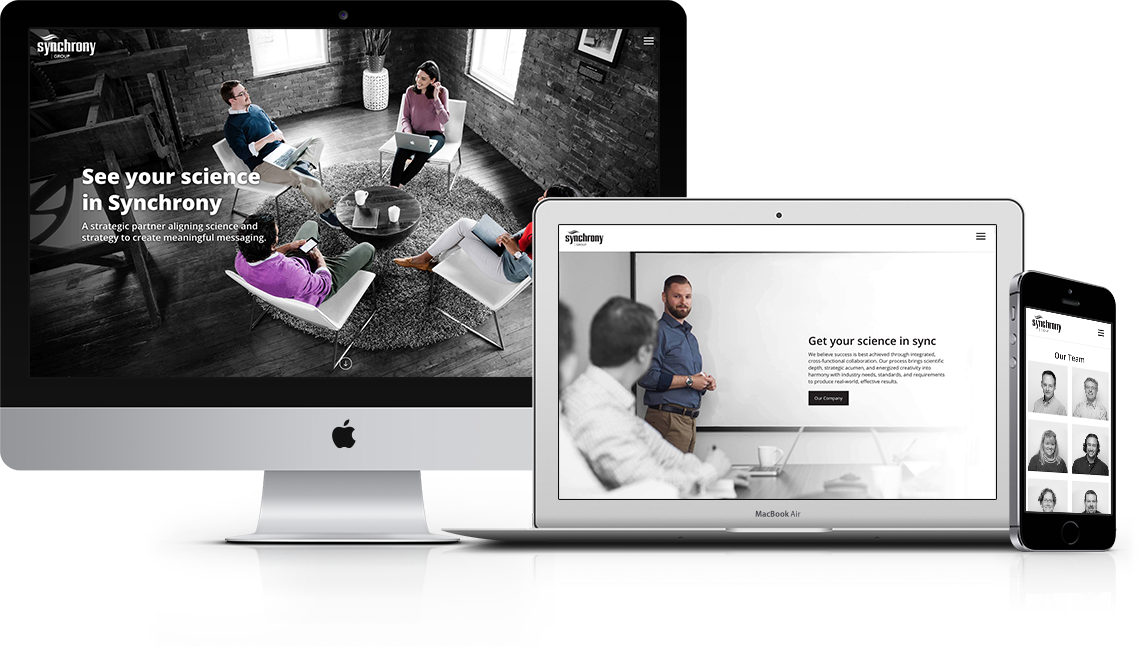 synchrony
GROUP
See your science
in Synchrony
A strategic partner aligning science and
strategy to create meaningful messaging.
synchrony
GROUP
Get your science in sync
We believe success is best achieved through integrated,
cross-functional collaboration. Our process brings scientific
depth, strategic acumen, and energized creativity into
harmony with industry needs, standards, and requirements
to produce real-world, effective results.
Our Company
MacBook Air
synchrony
GROUP
Our Team